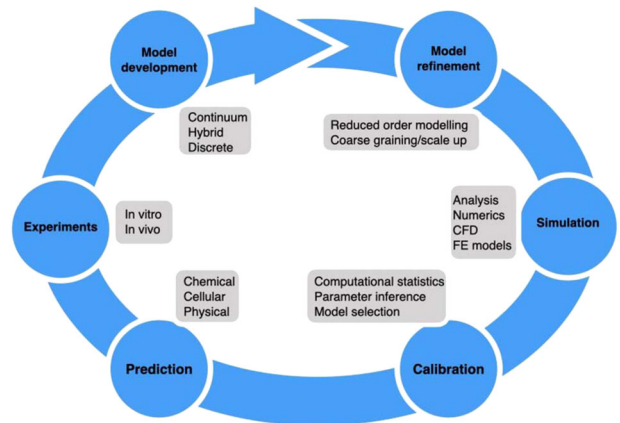 Model
development
Model
refinement
Continuum
Hybrid
Discrete
Reduced order modelling
Coarse graining/scale up
Experiments
In vitro
In vivo
Analysis
Numerics
CFD
FE models
Simulation
Chemical
Cellular
Physical
Computational statistics
Parameter inference
Model selection
Prediction
Calibration